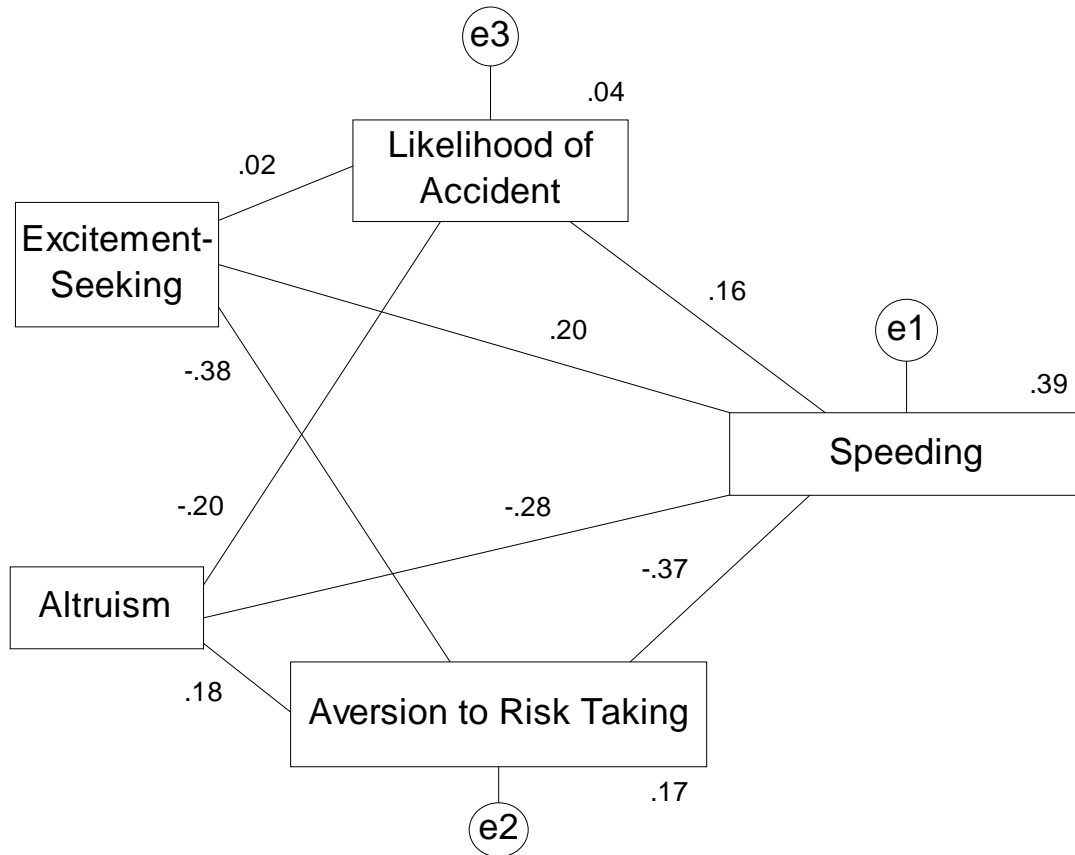 e3
.04
Likelihood of
Accident
.02
Excitement-
Seeking
.16
.20
e1
-.38
.39
Speeding
-.20
-.28
-.37
Altruism
.18
Aversion to Risk Taking
.17
e2